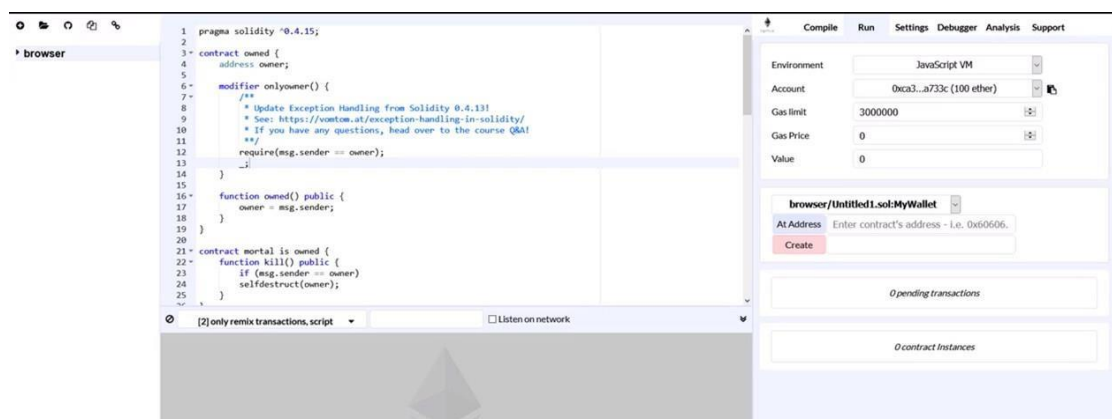 browser
1 pragma solidity ^0.4.15;
2
3 contract owned {
4 address owner;
5
6 modifier onlyowner() {
7 /**
8 * Update Exception Handling from Solidity 0.4.13!
9 * See: https://vomtom.at/exception-handling-in-solidity/
10 * If you have any questions, head over to the course Q&A!
11 **/
12 require(msg.sender == owner);
13 _;
14 }
15
16 function owned() public {
17 owner = msg.sender;
18 }
19 }
20
21 contract mortal is owned {
22 function kill() public {
23 if (msg.sender == owner)
24 selfdestruct(owner);
25 }
[2] only remix transactions, script
Listen on network
Compile Run Settings Debugger Analysis Support
Environment JavaScript VM
Account 0xca3...a733c (100 ether)
Gas limit 3000000
Gas Price 0
Value 0
browser/Untitled1.sol:MyWallet
At Address Enter contract's address - i.e. 0x60606.
Create
0 pending transactions
0 contract Instances